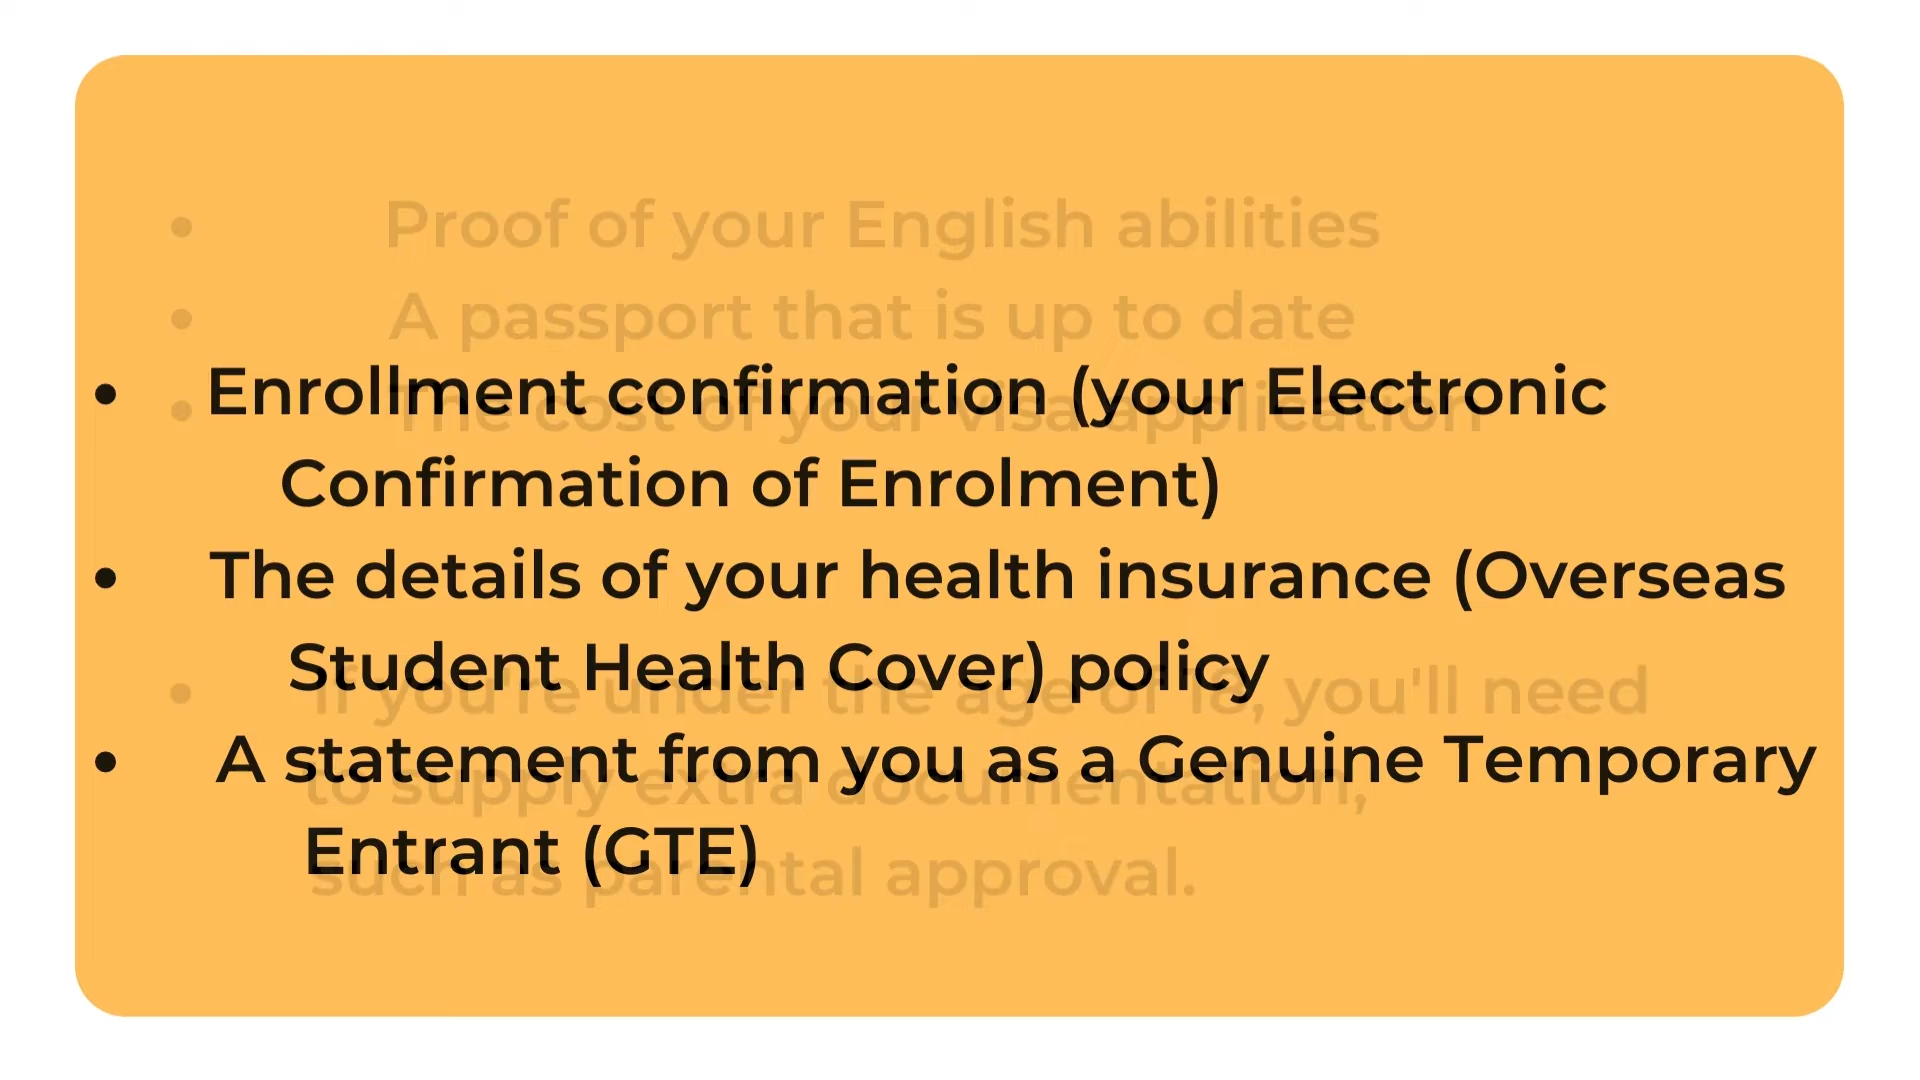 • Proof of your English abilities
• A passport that is up to date
• Enrollment confirmation (your Electronic
• The cost of your visa application
Confirmation of Enrolment)
• The details of your health insurance (Overseas
Student Health Cover) policy
• If you're under the age of 18, you'll need
• A statement from you as a Genuine Temporary
to supply extra documentation,
Entrant (GTE)
such as parental approval.